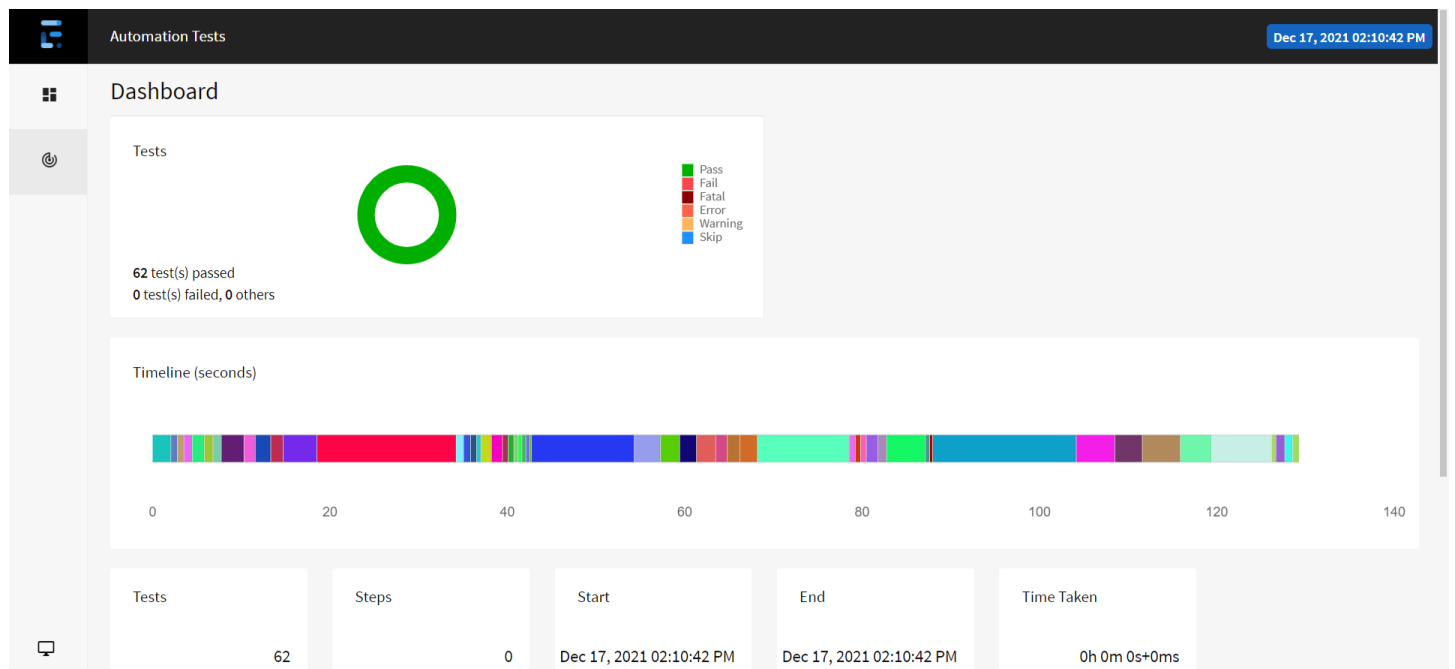 Automation Tests
Dec 17, 2021 02:10:42 PM
Dashboard
Tests
Pass
Fail
Fatal
Error
Warning
Skip
62 test(s) passed
0 test(s) failed, 0 others
Timeline (seconds)
0 20 40 60 80 100 120 140
Tests Steps Start End Time Taken
62 0 Dec 17, 2021 02:10:42 PM Dec 17, 2021 02:10:42 PM 0h 0m 0s+0ms